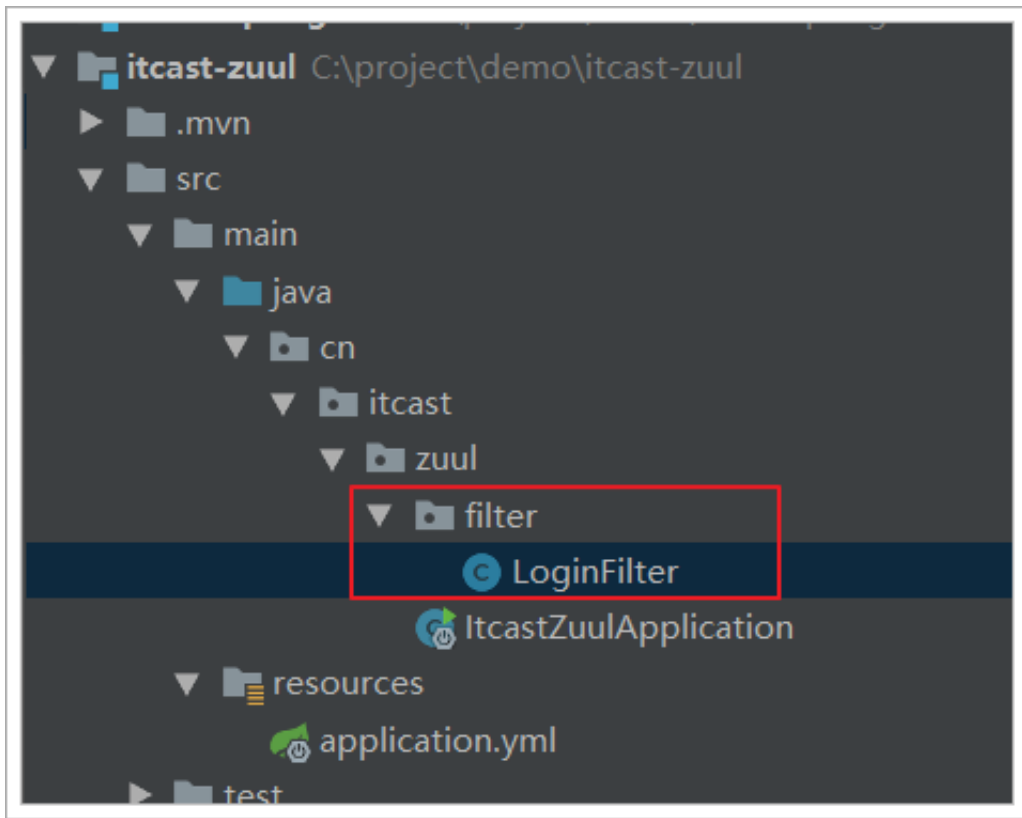 itcast-zuul C:\project\demo\itcast-zuul
.mvn
src
main
java
cn
itcast
zuul
filter
LoginFilter
ItcastZuulApplication
resources
application.yml
test